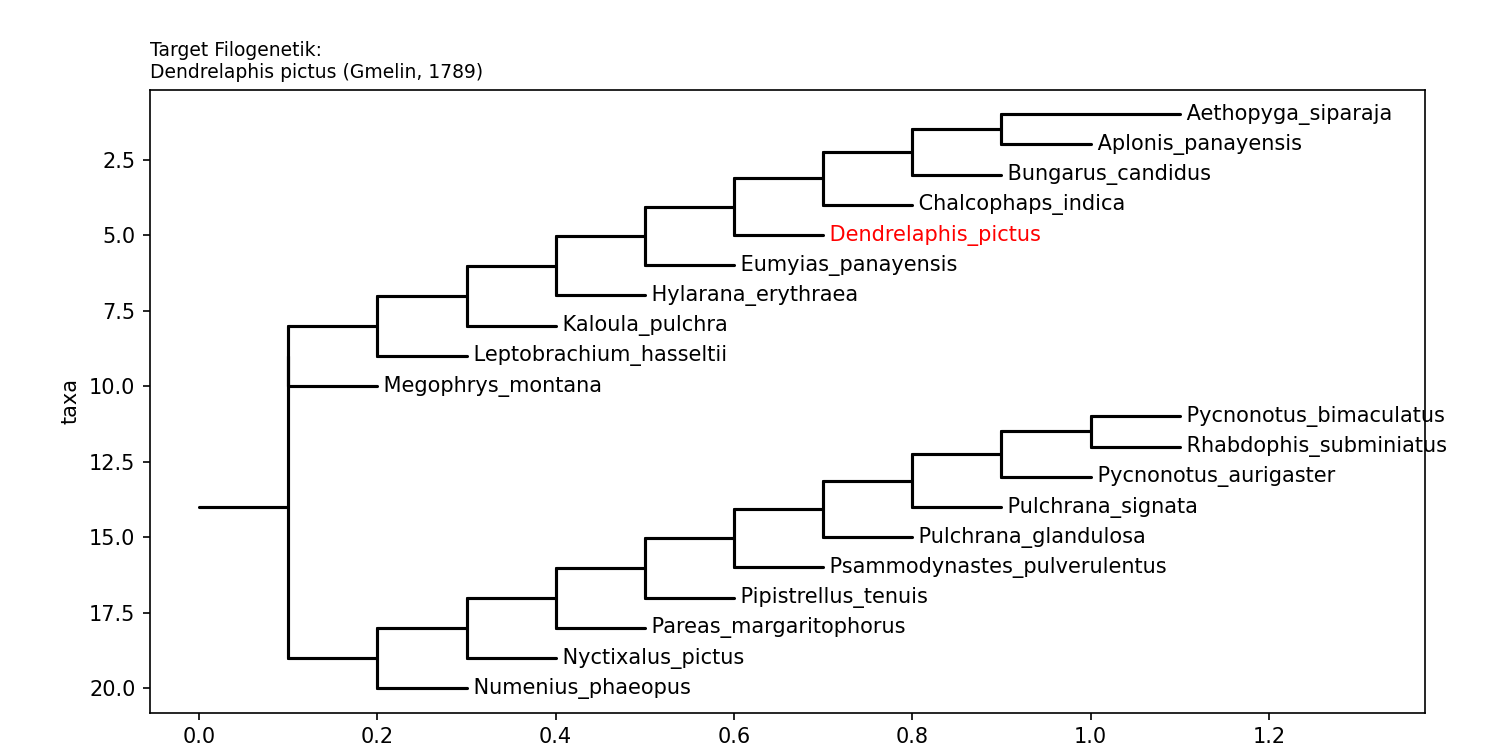 Target Filogenetik:
Dendrelaphis pictus (Gmelin, 1789)
Aethopyga_siparaja
Aplonis_panayensis
2.5
Bungarus_candidus
Chalcophaps_indica
5.0
Dendrelaphis_pictus
Eumyias_panayensis
Hylarana_erythraea
7.5
Kaloula_pulchra
Leptobrachium_hasseltii
10.0
Megophrys_montana
taxa
Pycnonotus_bimaculatus
Rhabdophis_subminiatus
12.5
Pycnonotus_aurigaster
Pulchrana_signata
15.0
Pulchrana_glandulosa
Psammodynastes_pulverulentus
Pipistrellus_tenuis
17.5
Pareas_margaritophorus
Nyctixalus_pictus
20.0
Numenius_phaeopus
0.0 0.2 0.4 0.6 0.8 1.0 1.2